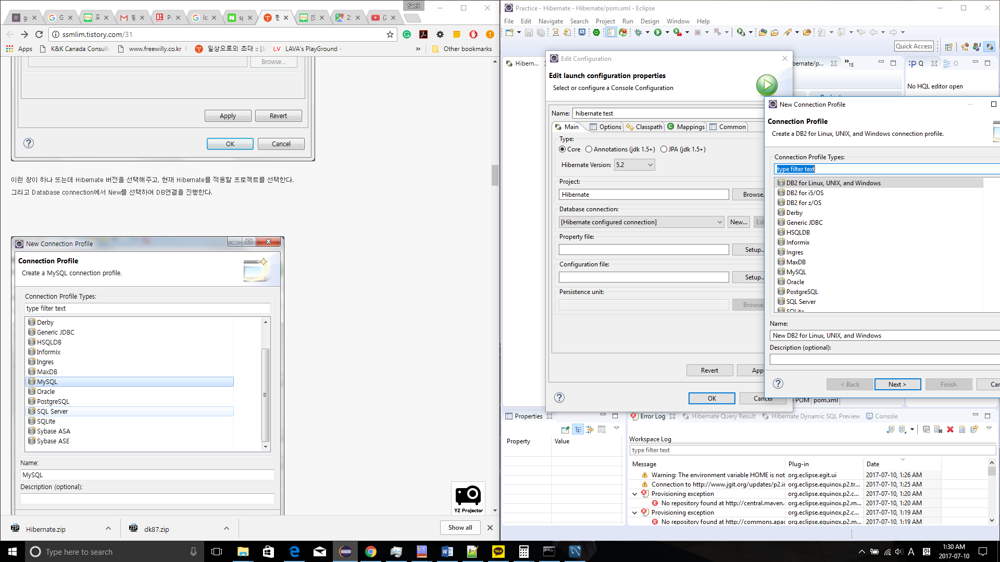 Saeil
ssmlim.tistory.com/31
Apps
K&K Canada Consult
www.freewilly.co.kr
일상으로의 초대 :: [J
LV LAVA's PlayGround -
»
Other bookmarks
Browse...
Apply
Revert
OK
Cancel
이런 창이 하나 뜨는데 Hibernate 버전을 선택해주고, 현재 Hibernate를 적용할 프로젝트를 선택한다.
그리고 Database connection에서 New를 선택하여 DB연결을 진행한다.
New Connection Profile
Connection Profile
Create a MySQL connection profile.
Connection Profile Types:
type filter text
Derby
Generic JDBC
HSQLDB
Informix
Ingres
MaxDB
MySQL
Oracle
PostgreSQL
SQL Server
SQLite
Sybase ASA
Sybase ASE
Name:
MySQL
Description (optional):
YZ Projector
Hibernate.zip
dk87.zip
Show all
Practice - Hibernate - Hibernate/pom.xml - Eclipse
File Edit Navigate Search Project Run Design Window Help
Quick Access
Hibern...
bernate/p...
»15
No HQL editor open
Edit Configuration
Edit launch configuration properties
Select or configure a Console Configuration
Name: hibernate test
Main Options Classpath Mappings Common
Type:
Core Annotations (jdk 1.5+) JPA (jdk 1.5+)
Hibernate Version: 5.2
Project:
Hibernate
Browse.
Database connection:
[Hibernate configured connection]
New...
Edi
Property file:
Setup..
Configuration file:
Setup..
Persistence unit:
Browse.
Revert
App
OK
Cancel
New Connection Profile
Connection Profile
Create a DB2 for Linux, UNIX, and Windows connection profile.
Connection Profile Types:
type filter text
DB2 for Linux, UNIX, and Windows
DB2 for i5/OS
DB2 for z/OS
Derby
Generic JDBC
HSQLDB
Informix
Ingres
MaxDB
MySQL
Oracle
PostgreSQL
SQL Server
SQLite
Name:
New DB2 for Linux, UNIX, and Windows
Description (optional):
< Back
Next >
Finish
Can
e POM pom.xml
Properties
Property Value
Error Log Hibernate Query Result Hibernate Dynamic SQL Preview Console
Workspace Log
type filter text
Message Plug-in Date
Warning: The environment variable HOME is not org.eclipse.egit.ui 2017-07-10, 1:26 AM
Connection to http://www.jgit.org/updates/p2.in org.eclipse.equinox.p2.tr... 2017-07-10, 1:25 AM
Provisioning exception org.eclipse.equinox.p2.c... 2017-07-10, 1:20 AM
No repository found at http://central.maven. org.eclipse.equinox.p2.m... 2017-07-10, 1:20 AM
Provisioning exception org.eclipse.equinox.p2.c... 2017-07-10, 1:19 AM
No repository found at http://commons.apac org.eclipse.equinox.p2.m... 2017-07-10, 1:19 AM
Type here to search
TALK
A
1:30 AM
2017-07-10